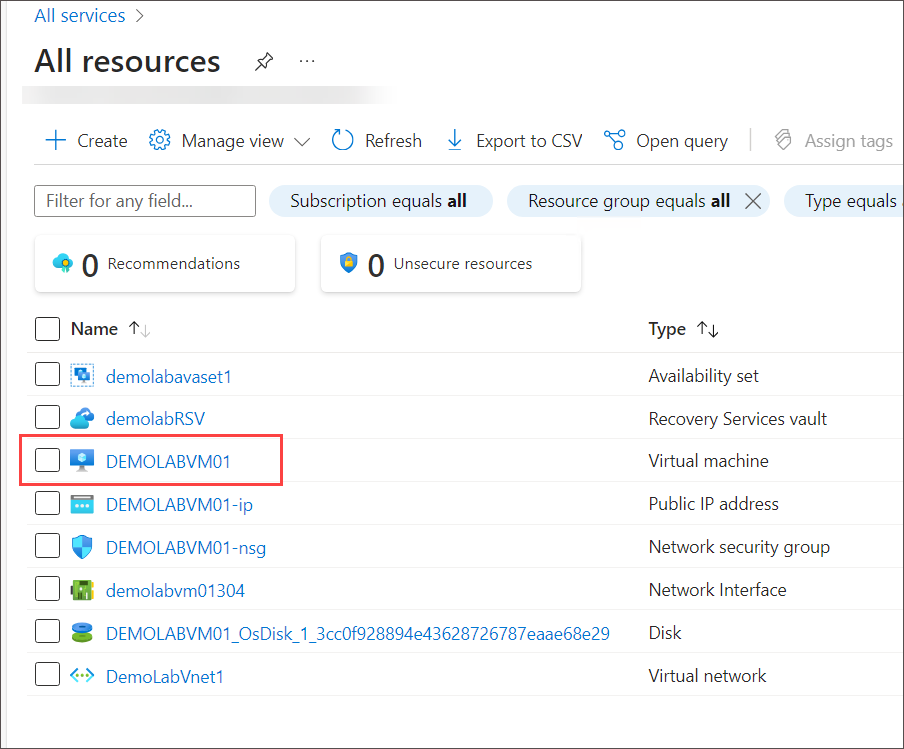 All services >
All resources ...
Create Manage view Refresh Export to CSV Open query Assign tags
Filter for any field... Subscription equals all Resource group equals all Type equals
0 Recommendations 0 Unsecure resources
Name Type
demolabavaset1 Availability set
demolabRSV Recovery Services vault
DEMOLABVM01 Virtual machine
DEMOLABVM01-ip Public IP address
DEMOLABVM01-nsg Network security group
demolabvm01304 Network Interface
DEMOLABVM01_OsDisk_1_3cc0f928894e43628726787eaae68e29 Disk
DemoLabVnet1 Virtual network